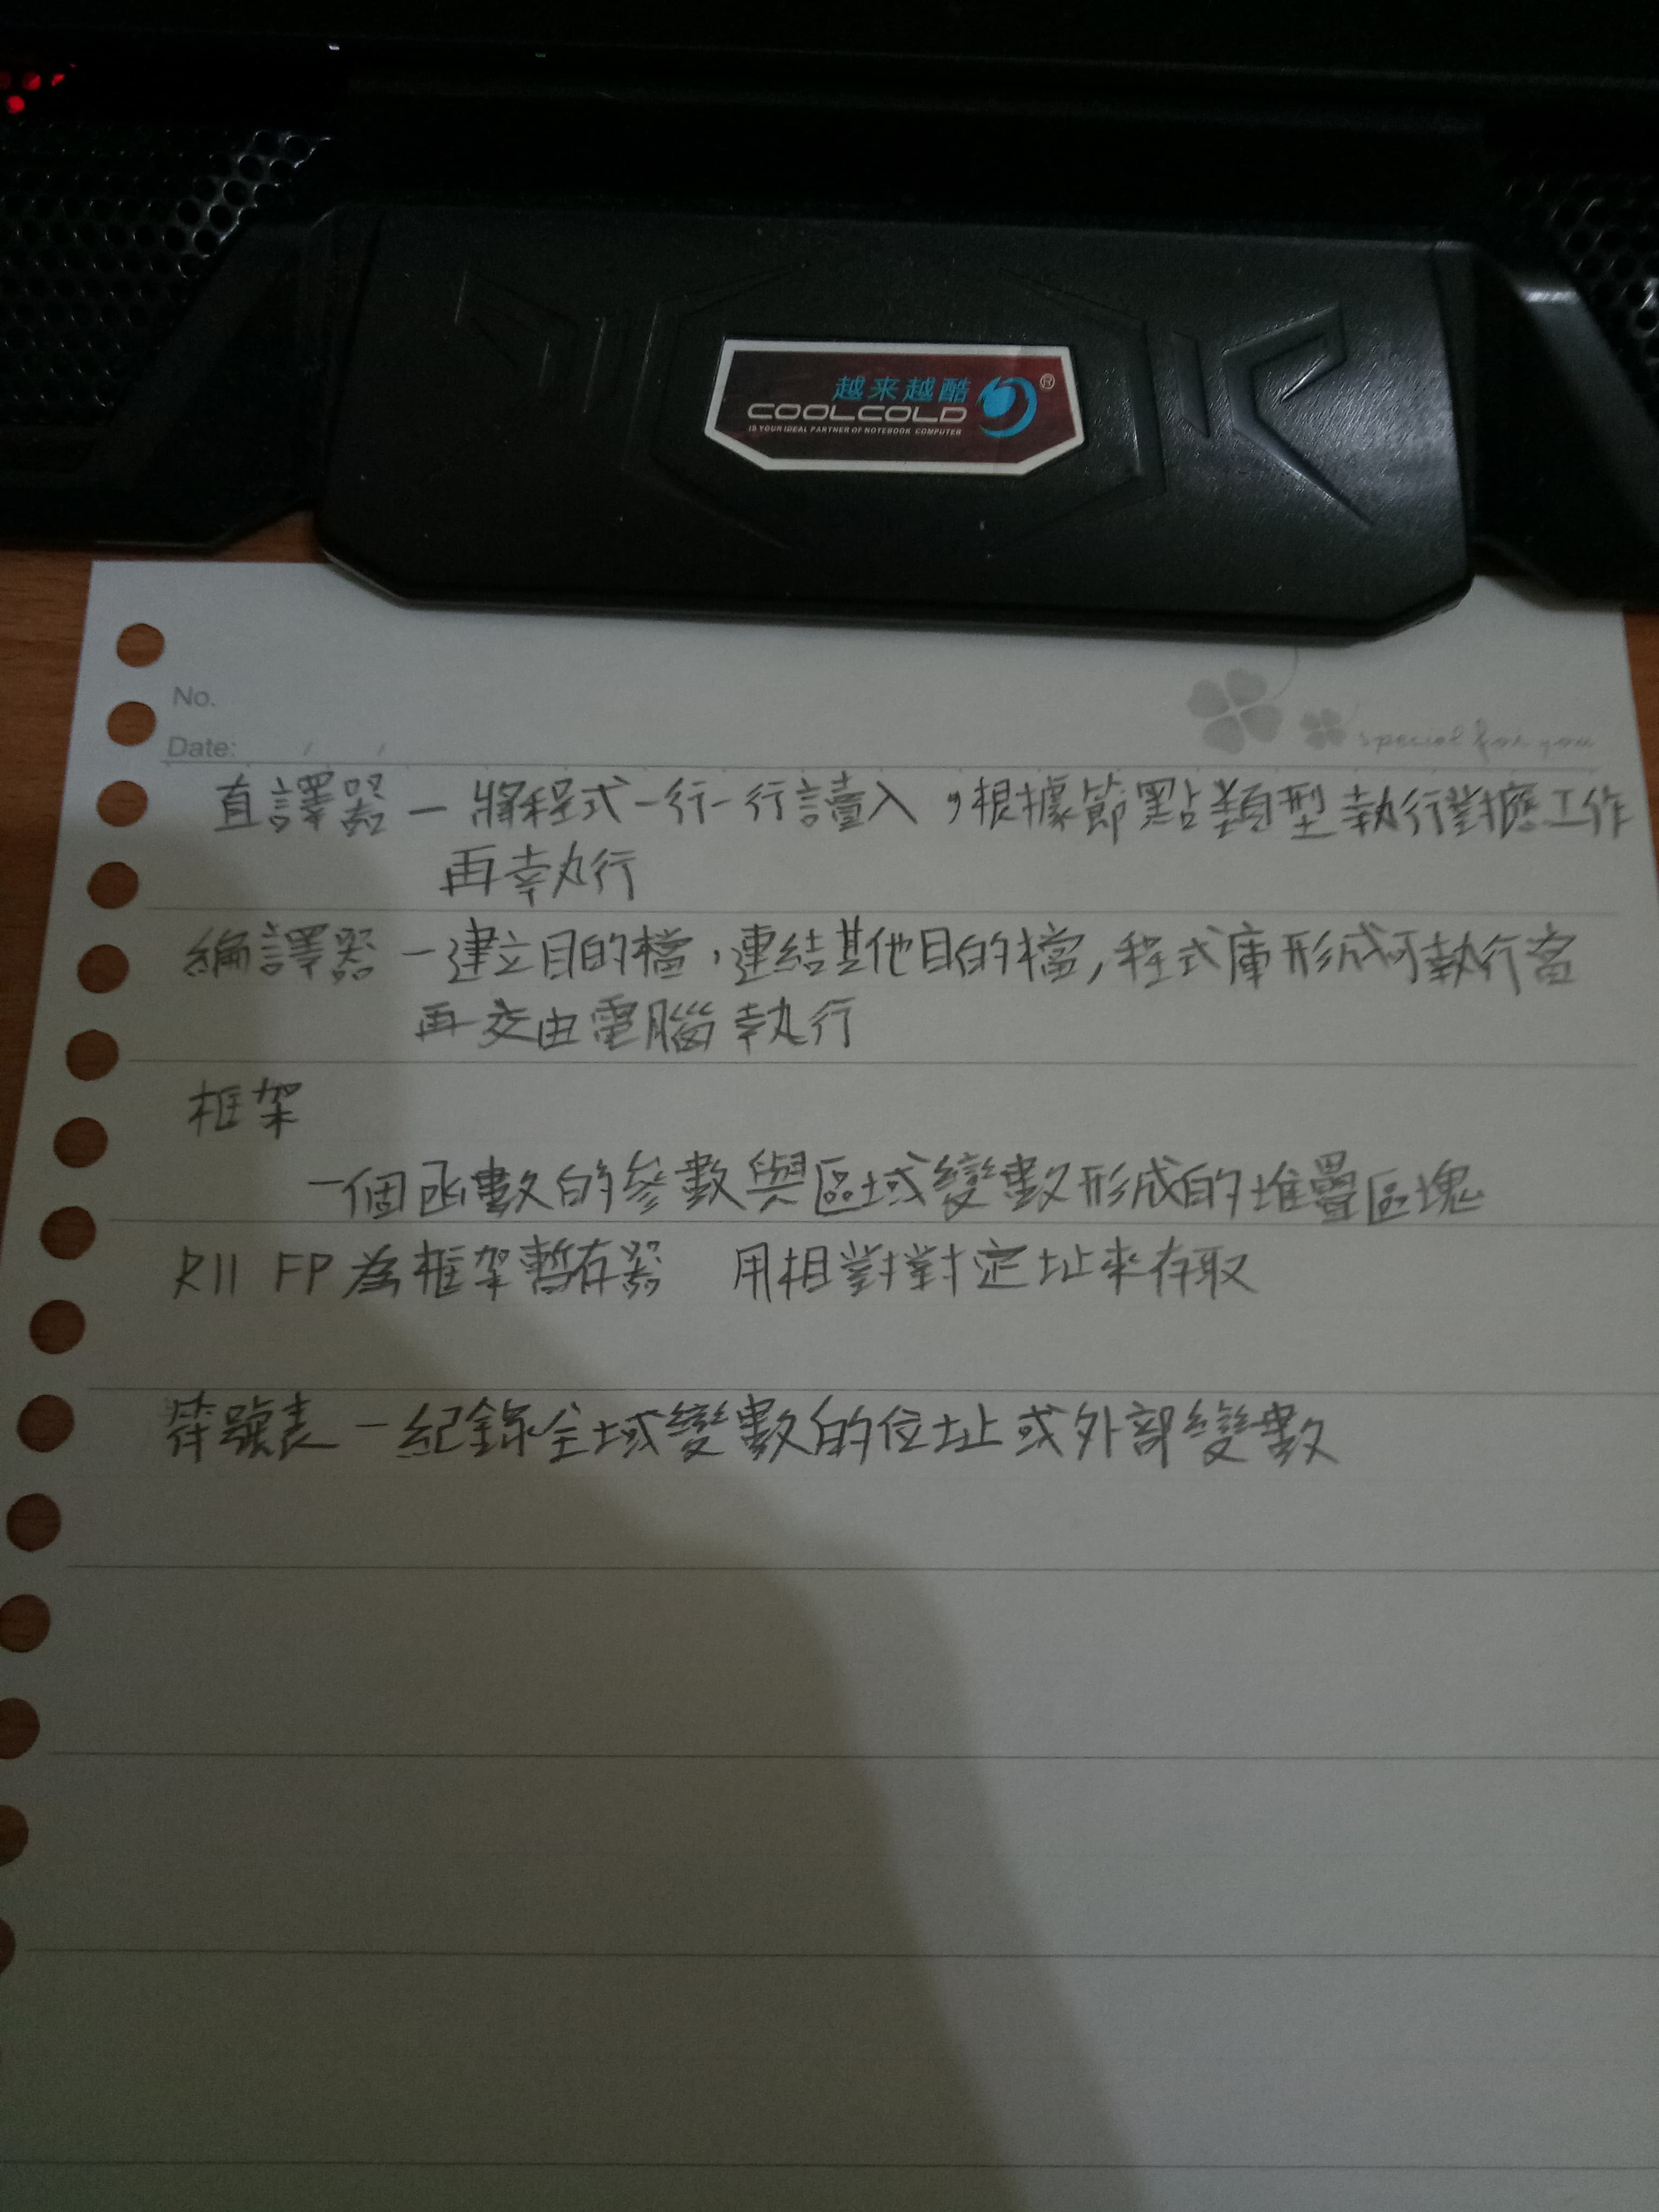 越来越酷
®
COOLCOLD
IS YOUR IDEAL PARTNER OF NOTEBOOK COMPUTER
No.
special for you
Date: / /
直譯器 - 將程式一行一行讀入,根據節點類型執行對應工作
再執行
編譯器 - 建立目的檔,連結其他目的檔,程式庫形成可執行檔
再交由電腦執行
框架
一個函數的參數與區域變數形成的堆疊區塊
R11 FP為框架暫存器 用相對對定址來存取
符號表 - 紀錄全域變數的位址或外部變數